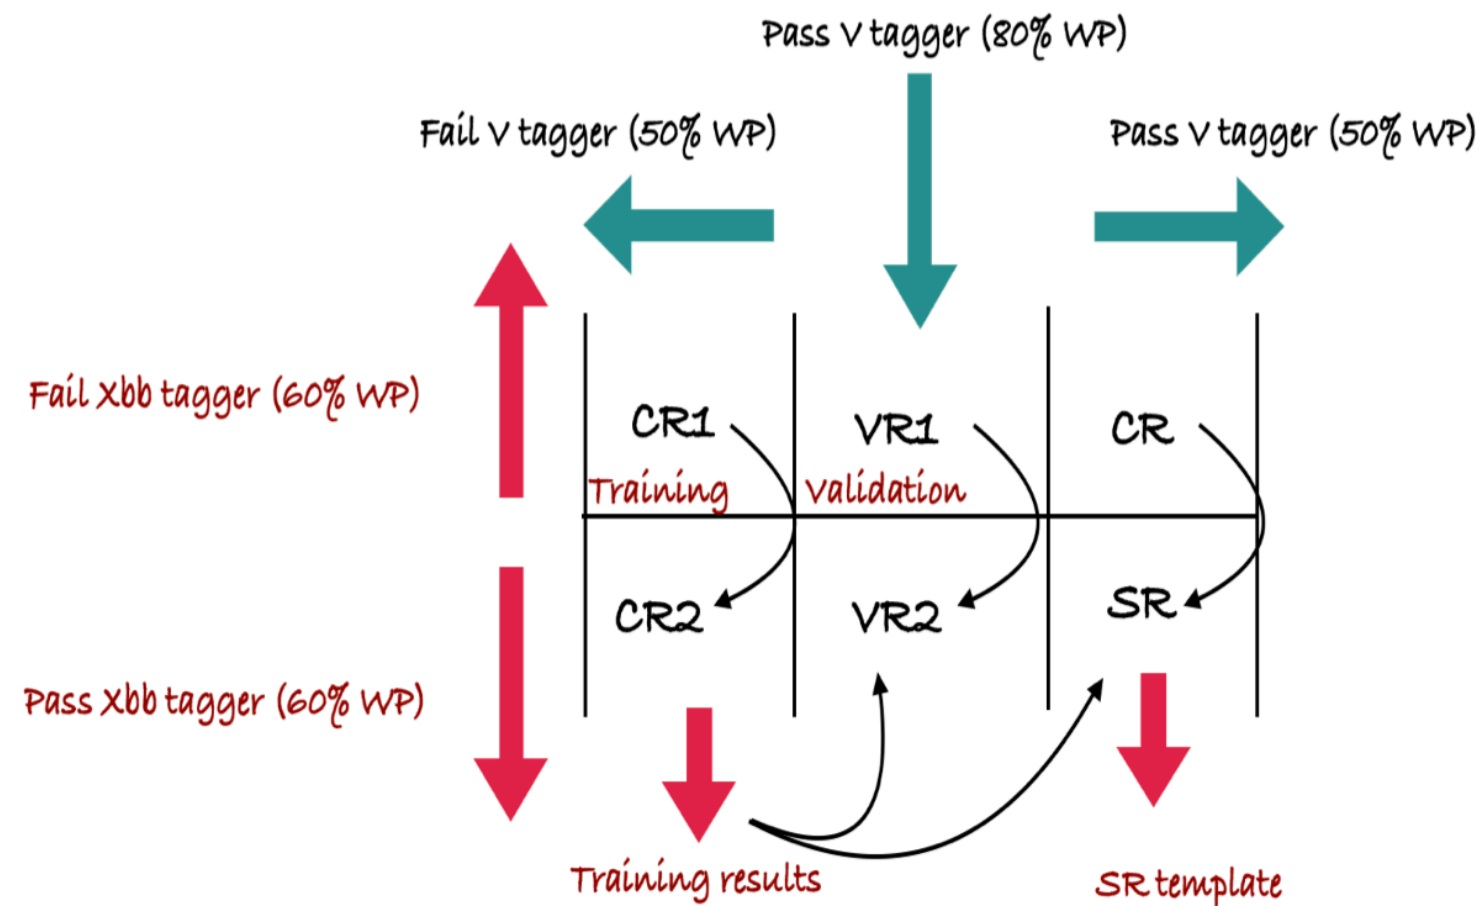 Pass V tagger (80% WP)
Fail V tagger (50% WP)
Pass V tagger (50% WP)
Fail Xbb tagger (60% WP)
CR1
VR1
CR
Training
Validation
CR2
VR2
SR
Pass Xbb tagger (60% WP)
Training results
SR template